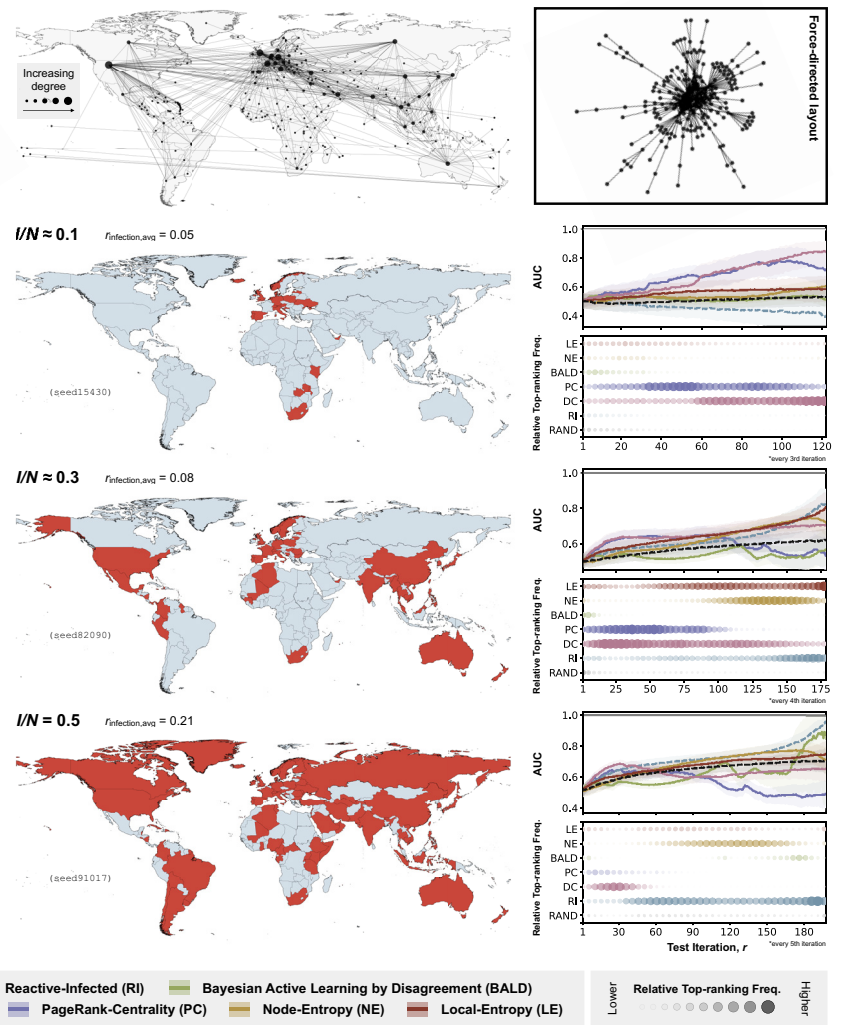 Increasing
degree
Force-directed layout
I/N ≈ 0.1
r_infection,avg = 0.05
(seed15430)
AUC
1.0
0.8
0.6
0.4
Relative Top-ranking Freq.
LE
NE
BALD
PC
DC
RI
RAND
1 20 40 60 80 100 120
*every 3rd iteration
I/N ≈ 0.3
r_infection,avg = 0.08
(seed82090)
AUC
1.0
0.8
0.6
Relative Top-ranking Freq.
LE
NE
BALD
PC
DC
RI
RAND
1 25 50 75 100 125 150 175
*every 4th iteration
I/N = 0.5
r_infection,avg = 0.21
(seed91017)
AUC
1.0
0.8
0.6
0.4
Relative Top-ranking Freq.
LE
NE
BALD
PC
DC
RI
RAND
1 30 60 90 120 150 180
Test Iteration, r
*every 5th iteration
Reactive-Infected (RI) Bayesian Active Learning by Disagreement (BALD)
PageRank-Centrality (PC) Node-Entropy (NE) Local-Entropy (LE)
Lower
Relative Top-ranking Freq.
Higher